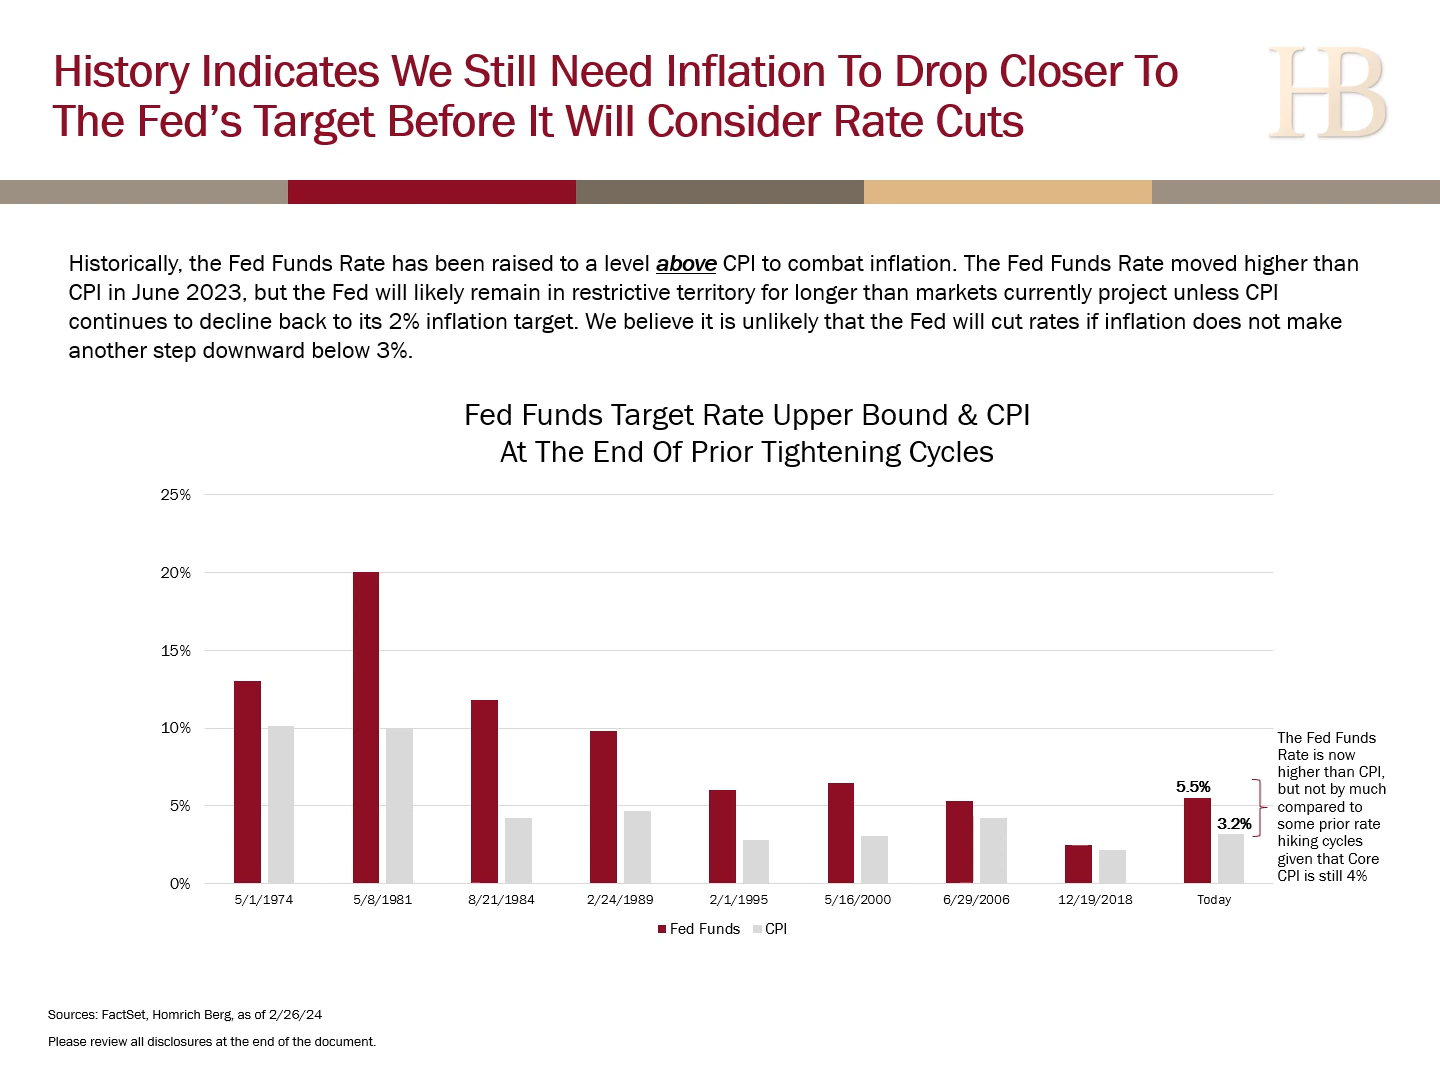 History Indicates We Still Need Inflation To Drop Closer To
The Fed's Target Before It Will Consider Rate Cuts
HB
Historically, the Fed Funds Rate has been raised to a level above CPI to combat inflation. The Fed Funds Rate moved higher than
CPI in June 2023, but the Fed will likely remain in restrictive territory for longer than markets currently project unless CPI
continues to decline back to its 2% inflation target. We believe it is unlikely that the Fed will cut rates if inflation does not make
another step downward below 3%.
Fed Funds Target Rate Upper Bound & CPI
At The End Of Prior Tightening Cycles
25%
20%
15%
10%
5%
0%
5.5%
3.2%
The Fed Funds
Rate is now
higher than CPI,
but not by much
compared to
some prior rate
hiking cycles
given that Core
CPI is still 4%
5/1/1974
5/8/1981
8/21/1984
2/24/1989
2/1/1995
5/16/2000
6/29/2006
12/19/2018
Today
Fed Funds
CPI
Sources: FactSet, Homrich Berg, as of 2/26/24
Please review all disclosures at the end of the document.